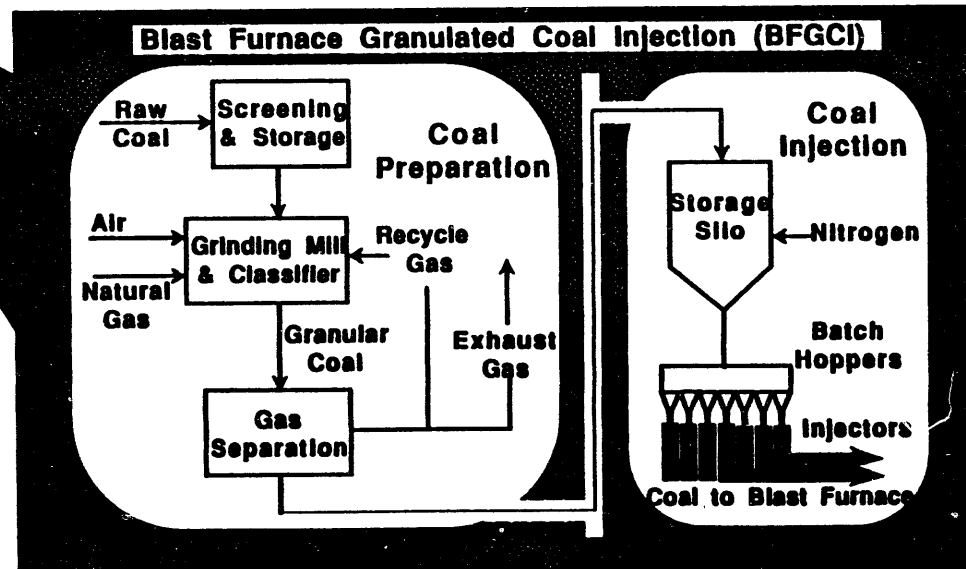 Blast Furnace Granulated Coal Injection (BFGCI)
Raw
Coal
Screening
& Storage
Coal
Preparation
Air
Natural
Gas
Grinding Mill
& Classifier
Recycle
Gas
Granular
Coal
Exhaust
Gas
Gas
Separation
Coal
Injection
Storage
Silo
Nitrogen
Batch
Hoppers
Injectors
Coal to Blast Furnace